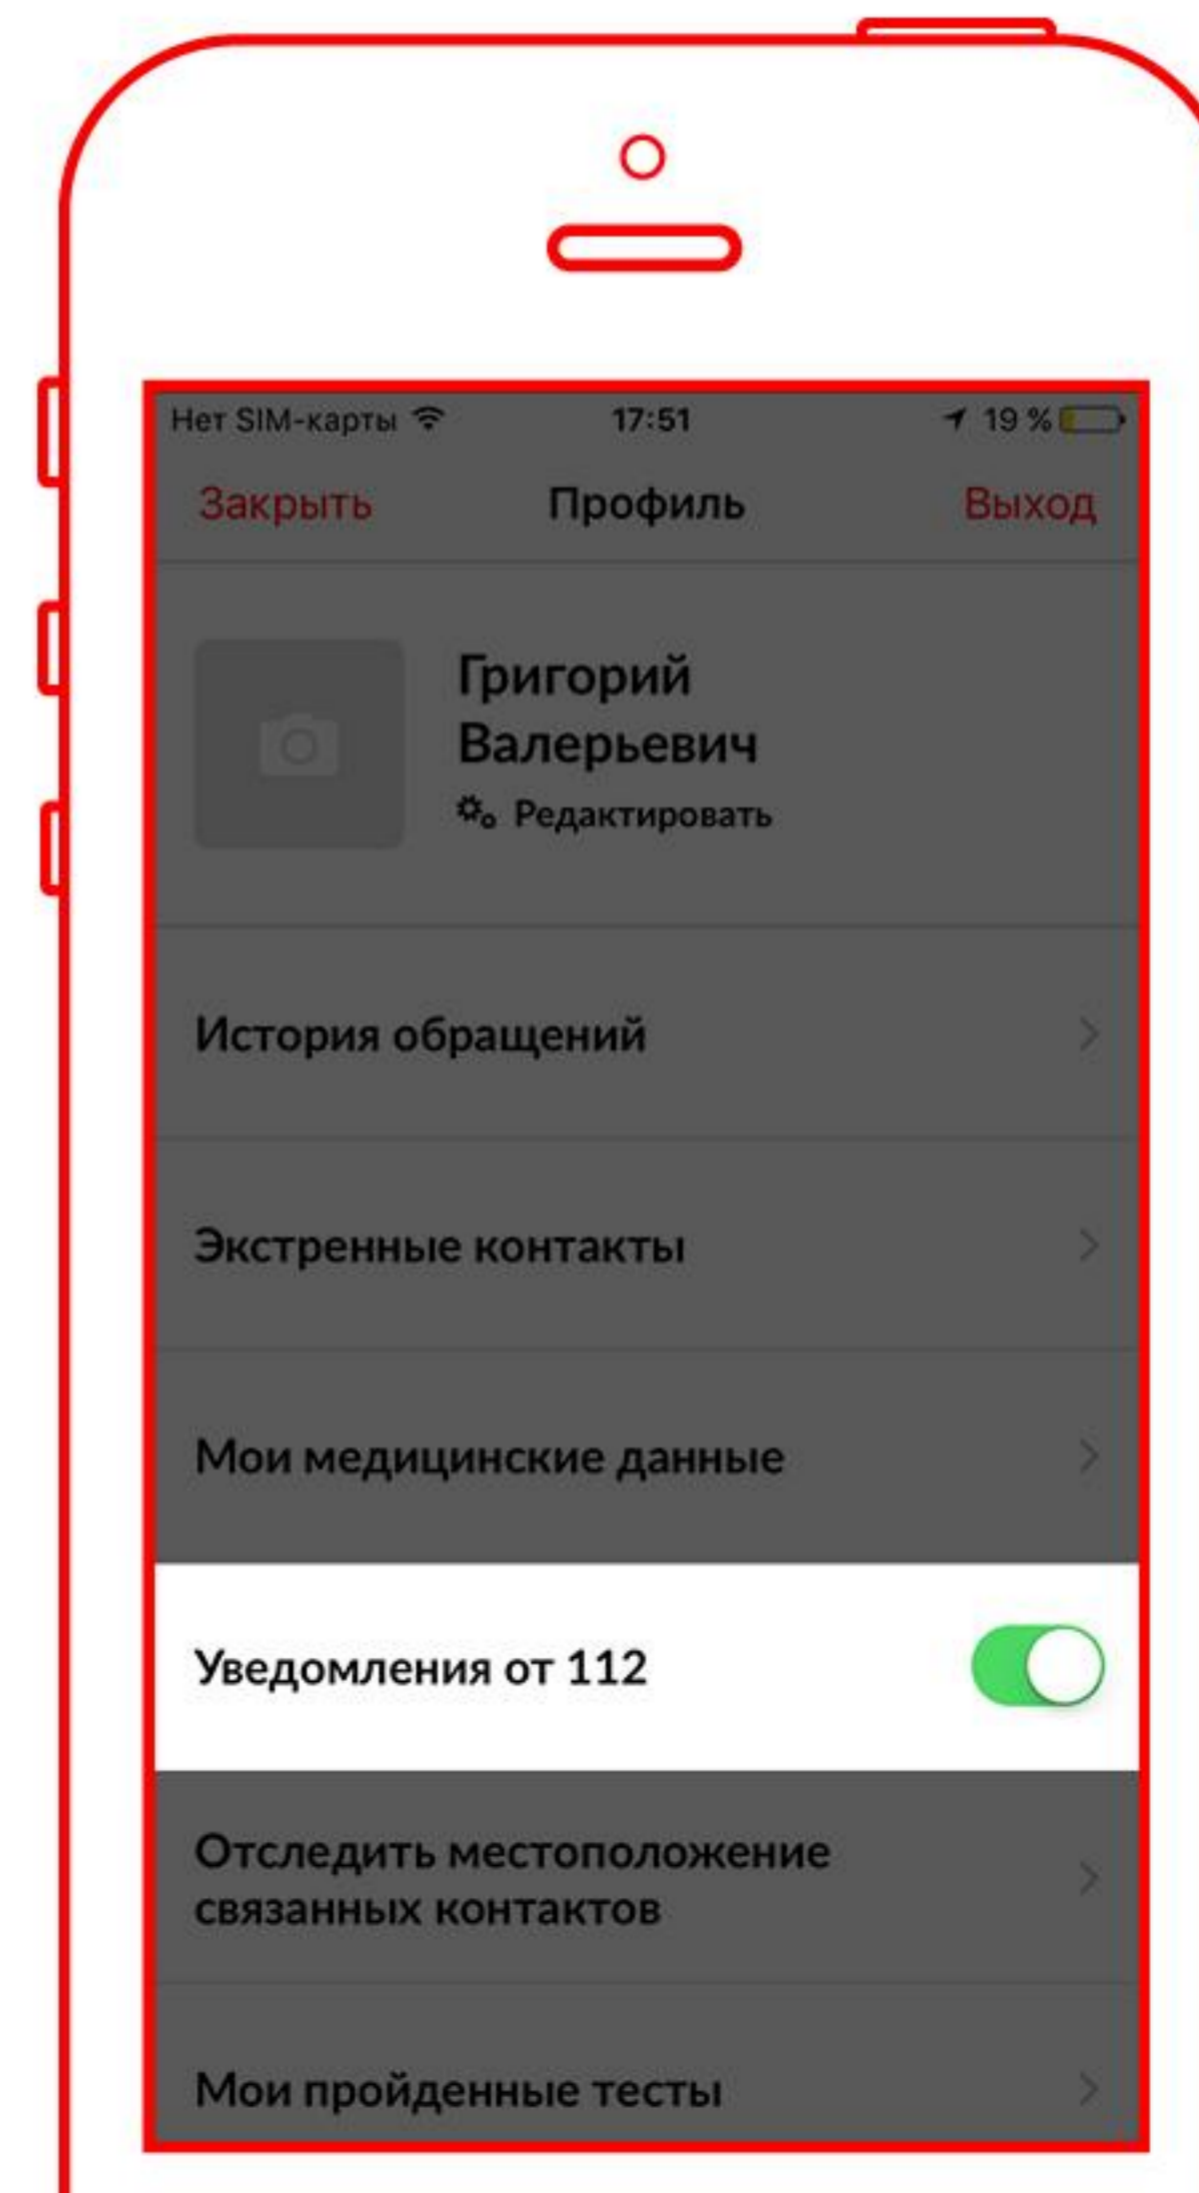 Нет SIM-карты 17:51 19 %
Закрыть Профиль Выход
Григорий
Валерьевич
Редактировать
История обращений
Экстренные контакты
Мои медицинские данные
Уведомления от 112
Отследить местоположение
связанных контактов
Мои пройденные тесты